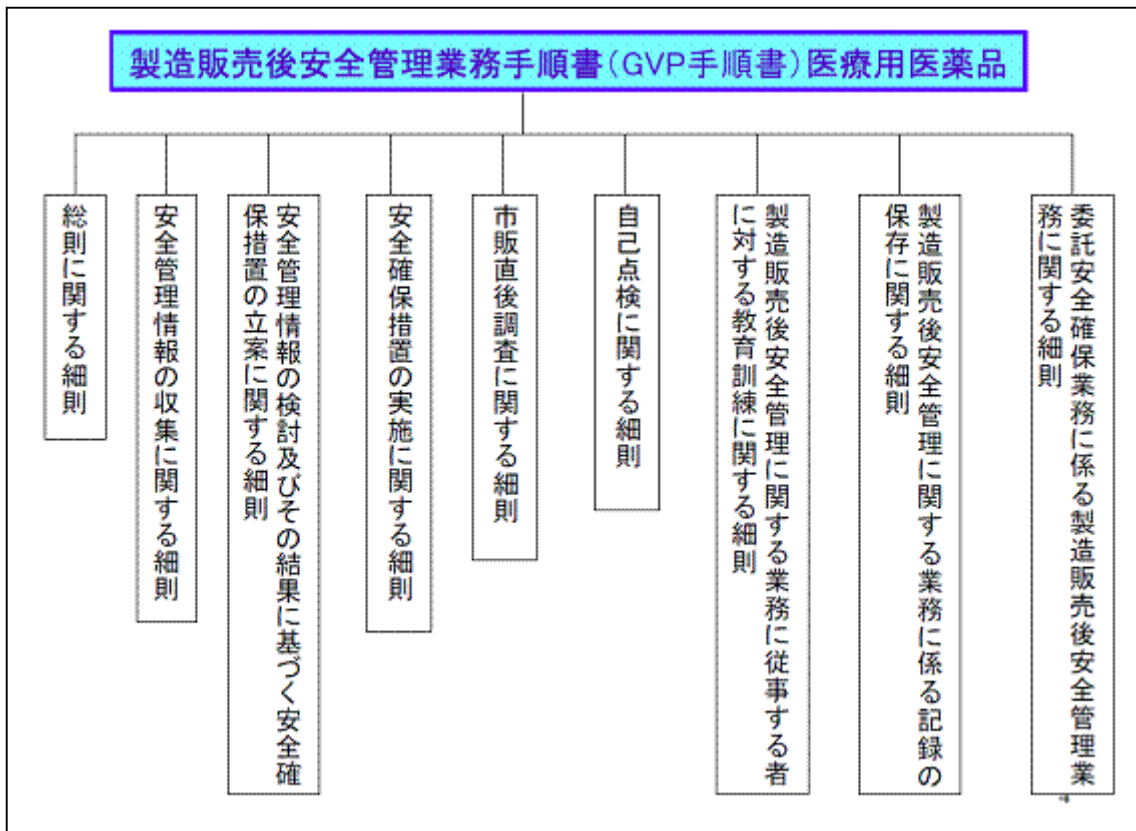 製造販売後安全管理業務手順書(GVP手順書)医療用医薬品
総則に関する細則
安全管理情報の収集に関する細則
安全管理情報の検討及びその結果に基づく安全確
保措置の立案に関する細則
安全確保措置の実施に関する細則
市販直後調査に関する細則
自己点検に関する細則
製造販売後安全管理に関する業務に従事する者
に対する教育訓練に関する細則
製造販売後安全管理に関する業務に係る記録の
保存に関する細則
委託安全確保業務に係る製造販売後安全管理業
務に関する細則